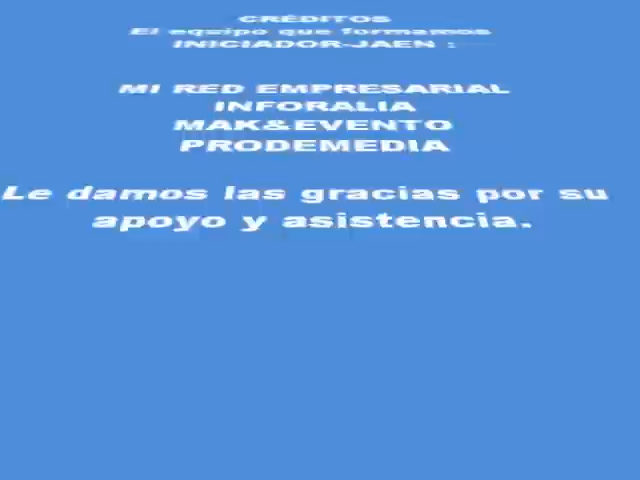 CRÉDITOS
El equipo que formamos
INICIADOR-JAEN :
MI RED EMPRESARIAL
INFORALIA
MAK&EVENTO
PRODEMEDIA
Le damos las gracias por su
apoyo y asistencia.